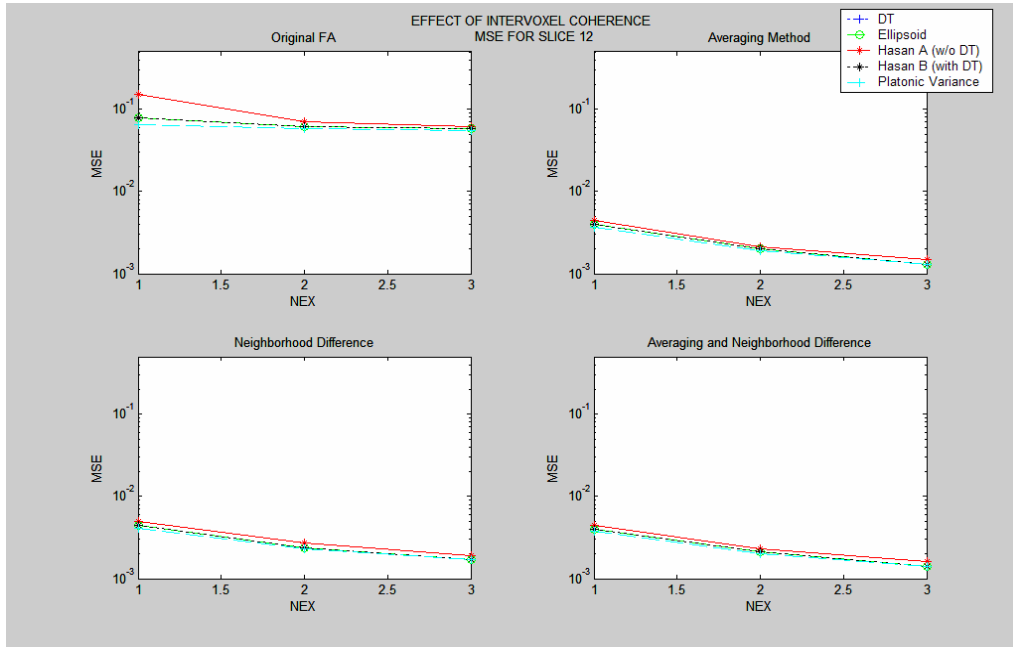 EFFECT OF INTERVOXEL COHERENCE
MSE FOR SLICE 12
DT
Ellipsoid
Hasan A (w/o DT)
Hasan B (with DT)
Platonic Variance
Original FA
MSE
10^-1
10^-2
10^-3
1 1.5 2 2.5 3
NEX
Averaging Method
MSE
10^-1
10^-2
10^-3
1 1.5 2 2.5 3
NEX
Neighborhood Difference
MSE
10^-1
10^-2
10^-3
1 1.5 2 2.5 3
NEX
Averaging and Neighborhood Difference
MSE
10^-1
10^-2
10^-3
1 1.5 2 2.5 3
NEX